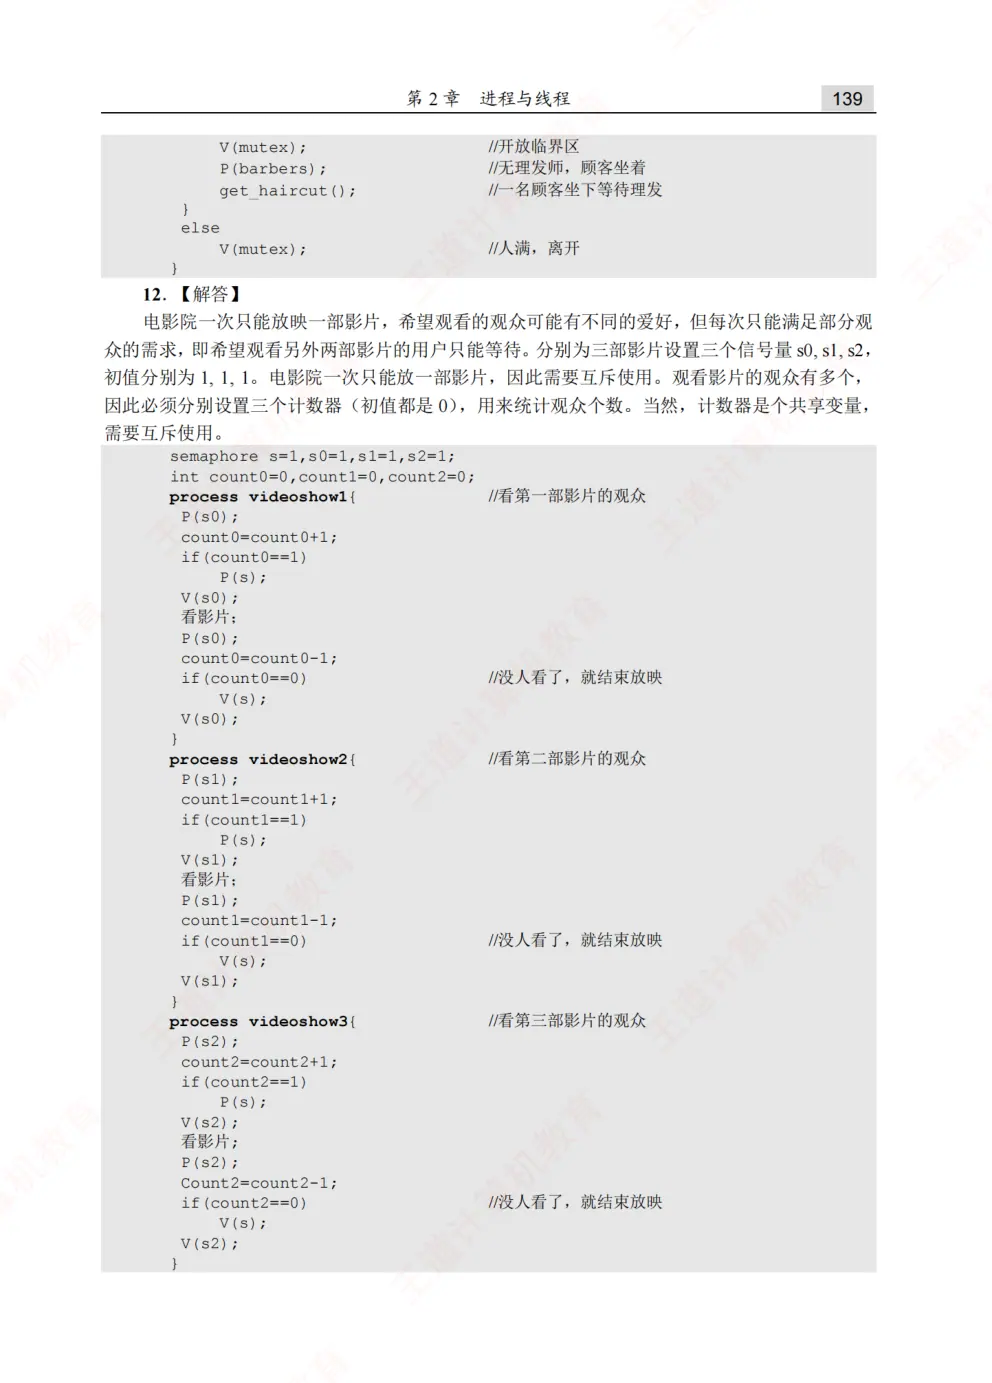 第 2 章 进程与线程 139
V(mutex); //开放临界区
P(barbers); //无理发师，顾客坐着
get_haircut(); //一名顾客坐下等待理发
}
else
V(mutex); //人满，离开
}
12．【解答】
电影院一次只能放映一部影片，希望观看的观众可能有不同的爱好，但每次只能满足部分观
众的需求，即希望观看另外两部影片的用户只能等待。分别为三部影片设置三个信号量 s0, s1, s2，
初值分别为 1, 1, 1。电影院一次只能放一部影片，因此需要互斥使用。观看影片的观众有多个，
因此必须分别设置三个计数器（初值都是 0），用来统计观众个数。当然，计数器是个共享变量，
需要互斥使用。
semaphore s=1,s0=1,s1=1,s2=1;
int count0=0,count1=0,count2=0;
process videoshow1{ //看第一部影片的观众
P(s0);
count0=count0+1;
if(count0==1)
P(s);
V(s0);
看影片;
P(s0);
count0=count0-1;
if(count0==0) //没人看了，就结束放映
V(s);
V(s0);
}
process videoshow2{ //看第二部影片的观众
P(s1);
count1=count1+1;
if(count1==1)
P(s);
V(s1);
看影片;
P(s1);
count1=count1-1;
if(count1==0) //没人看了，就结束放映
V(s);
V(s1);
}
process videoshow3{ //看第三部影片的观众
P(s2);
count2=count2+1;
if(count2==1)
P(s);
V(s2);
看影片;
P(s2);
Count2=count2-1;
if(count2==0) //没人看了，就结束放映
V(s);
V(s2);
}
王道计算机教育